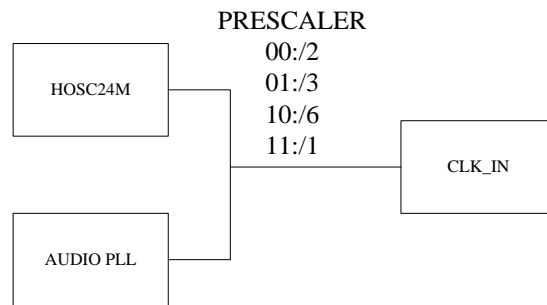 PRESCALER
00:/2
01:/3
10:/6
11:/1
HOSC24M
CLK_IN
AUDIO PLL